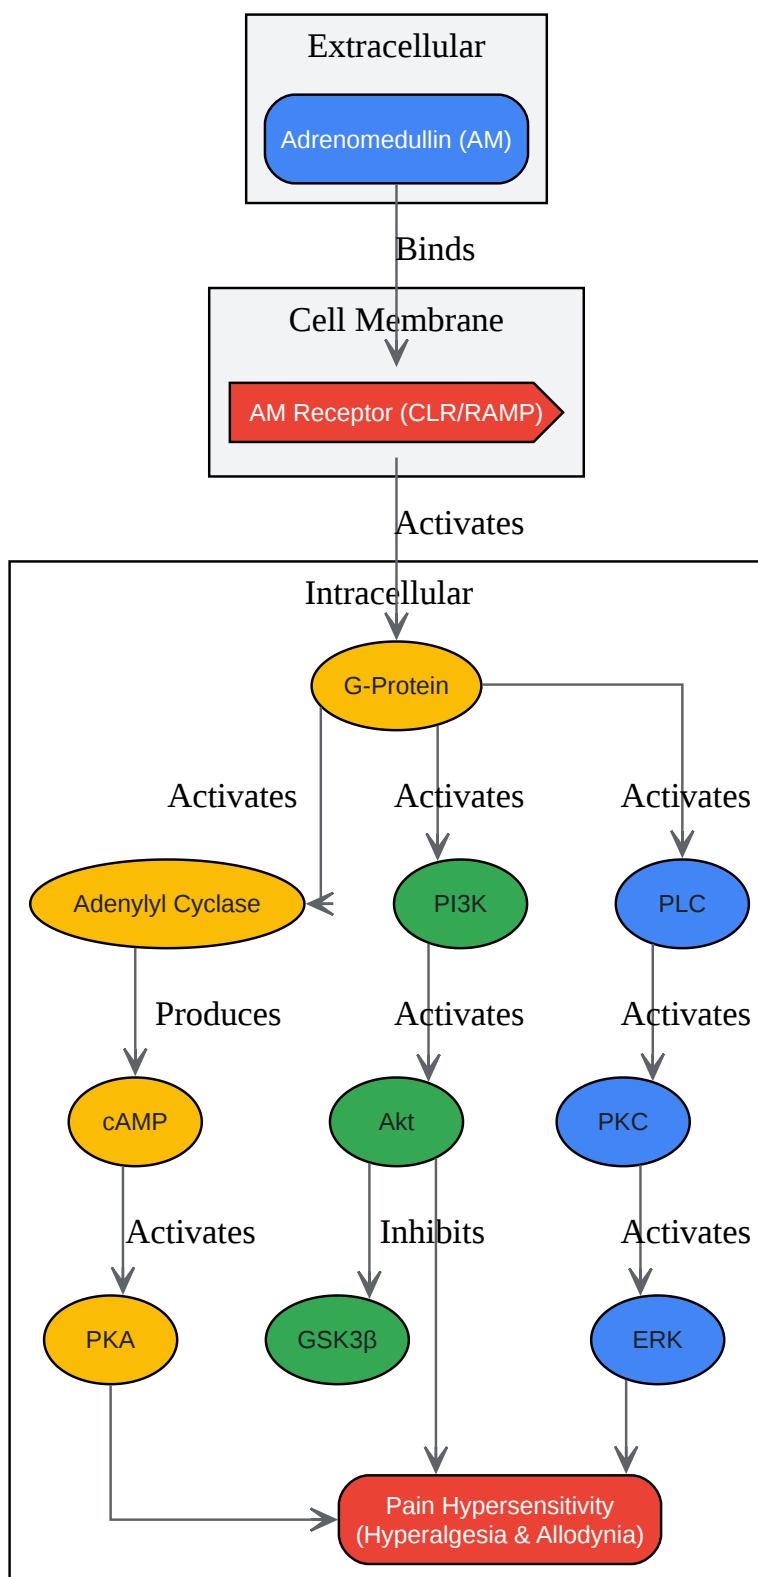 Extracellular
Adrenomedullin (AM)
Binds
Cell Membrane
AM Receptor (CLR/RAMP)
Activates
Intracellular
G-Protein
Activates
Activates
Activates
Adenylyl Cyclase
PI3K
PLC
Produces
Activates
Activates
cAMP
Akt
PKC
Activates
Inhibits
Activates
PKA
GSK3β
ERK
Pain Hypersensitivity
(Hyperalgesia & Allodynia)